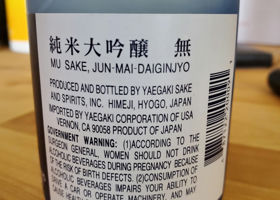 純米大吟醸 無
MU SAKE, JUN-MAI-DAIGINJYO
PRODUCED AND BOTTLED BY YAEGAKI SAKE
AND SPIRITS, INC. HIMEJI, HYOGO, JAPAN
IMPORTED BY YAEGAKI CORPORATION OF USA
VERNON, CA 90058 PRODUCT OF JAPAN
GOVERNMENT WARNING: (1)ACCORDING TO THE
SURGEON GENERAL, WOMEN SHOULD NOT DRINK
ALCOHOLIC BEVERAGES DURING PREGNANCY BECAUSE
OF THE RISK OF BIRTH DEFECTS. (2)CONSUMPTION OF
ALCOHOLIC BEVERAGES IMPAIRS YOUR ABILITY TO
DRIVE A CAR OR OPERATE MACHINERY, AND MAY
CAUSE HEALTH